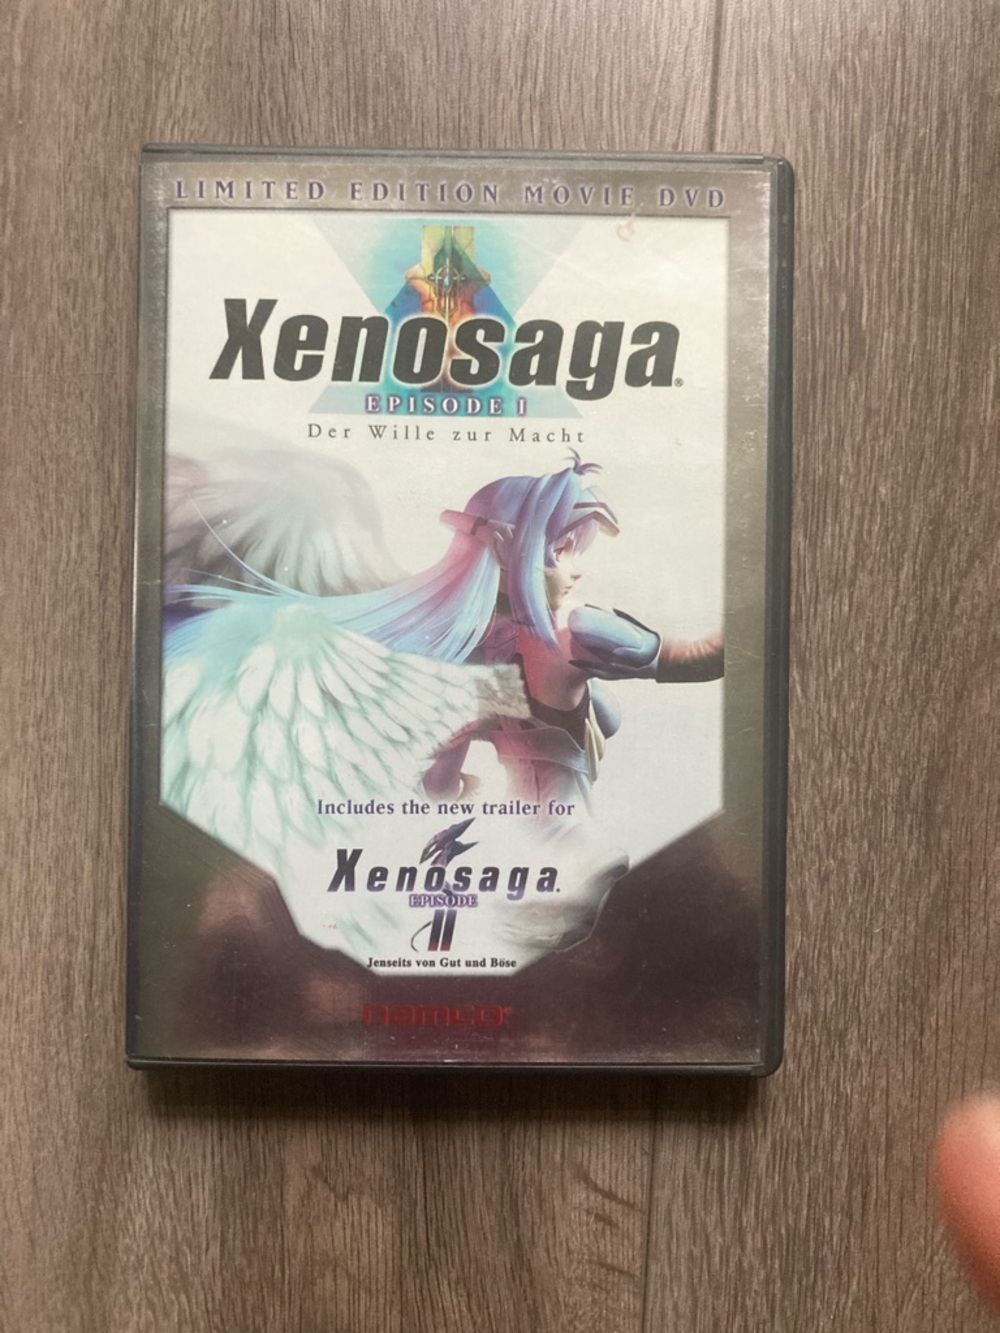 LIMITED EDITION MOVIE DVD
Xenosaga®
EPISODE I
Der Wille zur Macht
Includes the new trailer for
Xenosaga.
EPISODE
II
Jenseits von Gut und Böse
namco®